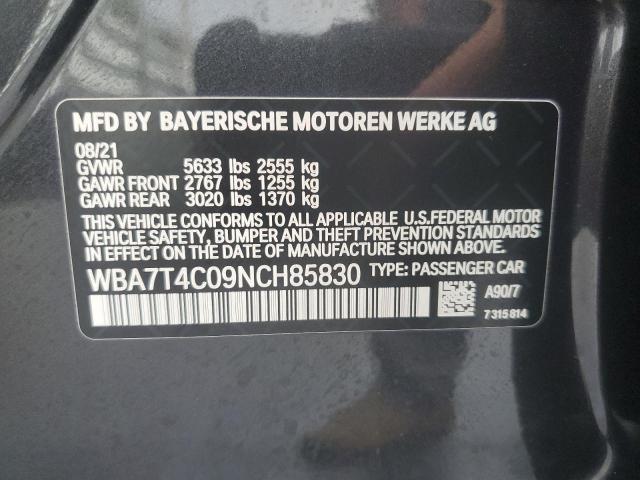 MFD BY BAYERISCHE MOTOREN WERKE AG
08/21
GVWR 5633 lbs 2555 kg
GAWR FRONT 2767 lbs 1255 kg
GAWR REAR 3020 lbs 1370 kg
THIS VEHICLE CONFORMS TO ALL APPLICABLE U.S.FEDERAL MOTOR
VEHICLE SAFETY, BUMPER AND THEFT PREVENTION STANDARDS
IN EFFECT ON THE DATE OF MANUFACTURE SHOWN ABOVE.
WBA7T4C09NCH85830 TYPE: PASSENGER CAR
A90/7
7315814